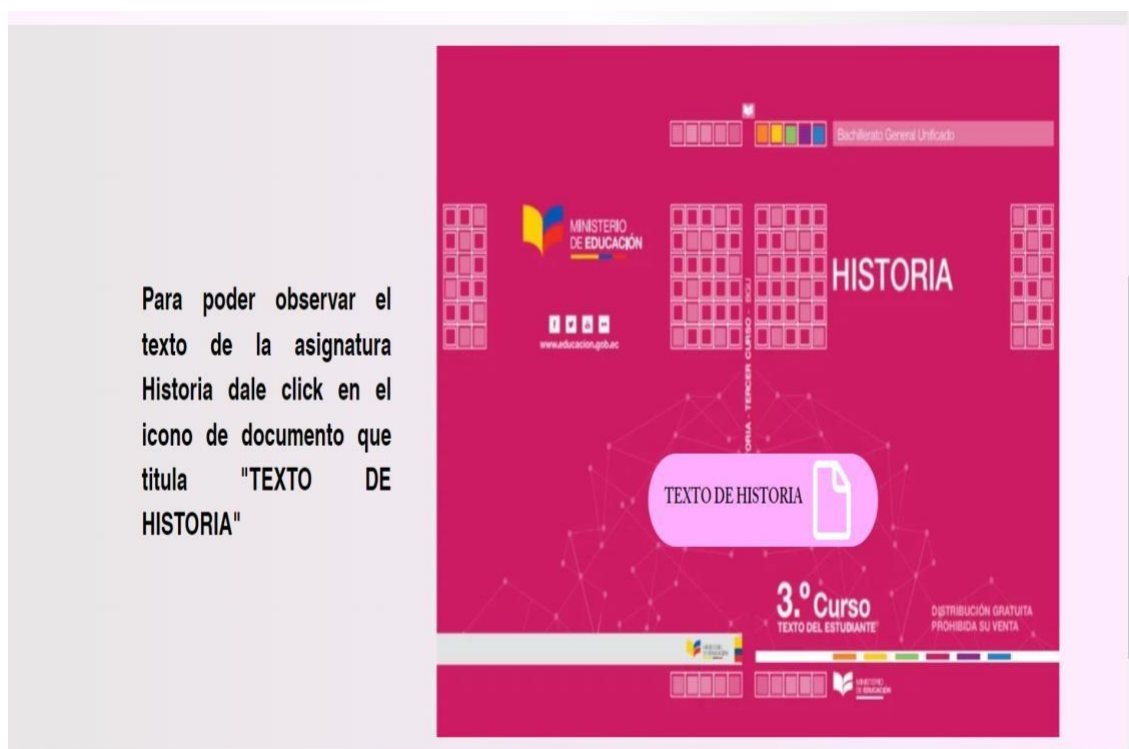 Para poder observar el
texto de la asignatura
Historia dale click en el
icono de documento que
titula "TEXTO DE
HISTORIA"
Bachillerato General Unificado
MINISTERIO
DE EDUCACIÓN
www.educacion.gob.ec
HISTORIA
TERCER CURSO - BGU
TEXTO DE HISTORIA
3.º Curso
TEXTO DEL ESTUDIANTE
DISTRIBUCIÓN GRATUITA
PROHIBIDA SU VENTA
MINISTERIO
DE EDUCACIÓN